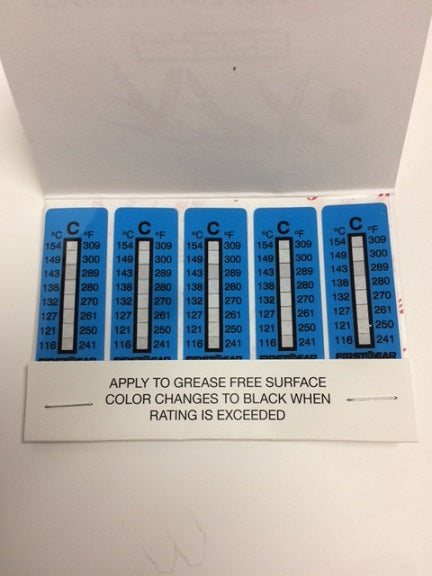 C C C C C
°C °F °C °F °C °F °C °F °C °F
154 309 154 309 154 309 154 309 154 309
149 300 149 300 149 300 149 300 149 300
143 289 143 289 143 289 143 289 143 289
138 280 138 280 138 280 138 280 138 280
132 270 132 270 132 270 132 270 132 270
127 261 127 261 127 261 127 261 127 261
121 250 121 250 121 250 121 250 121 250
116 241 116 241 116 241 116 241 116 241
APPLY TO GREASE FREE SURFACE
COLOR CHANGES TO BLACK WHEN
RATING IS EXCEEDED